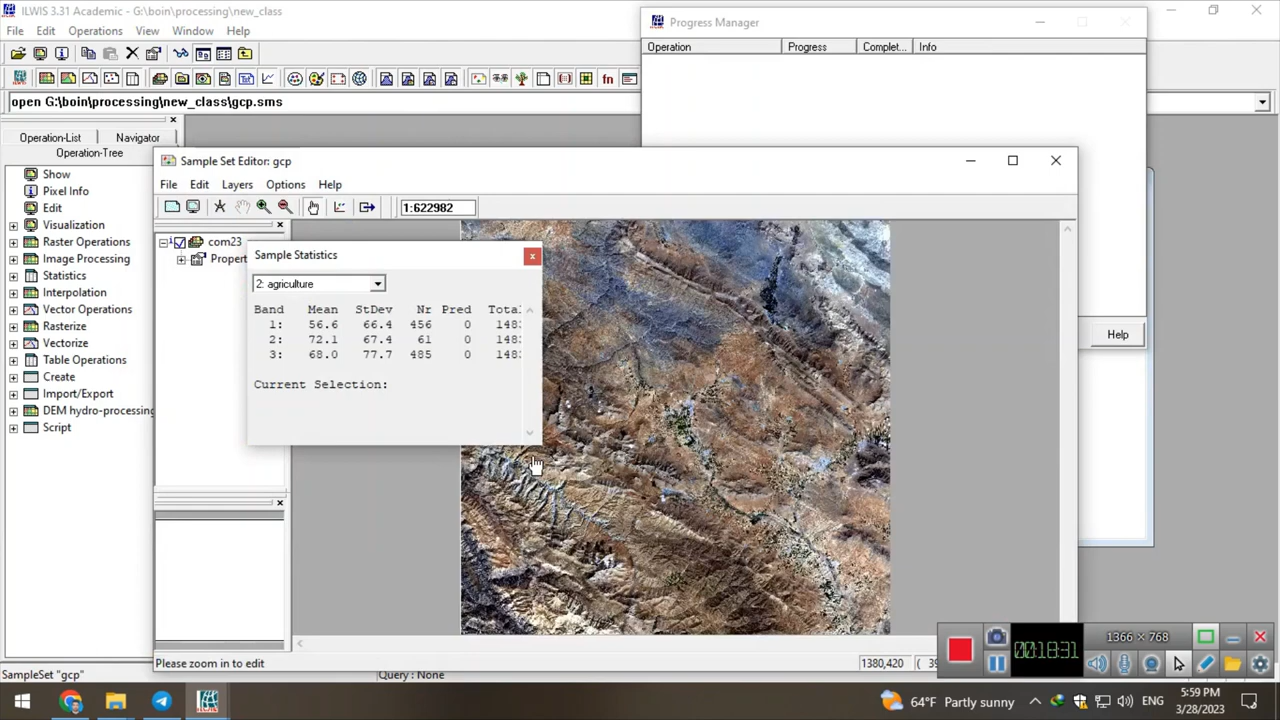 ILWIS 3.31 Academic - [G:\boin\processing\new_class]
File Edit Operations View Window Help
open G:\boin\processing\new_class\gcp.sms
Operation-List Navigator
Operation-Tree
Show
Pixel Info
Edit
Visualization
Raster Operations
Image Processing
Statistics
Interpolation
Vector Operations
Rasterize
Vectorize
Table Operations
Create
Import/Export
DEM hydro-processing
Script
SampleSet "gcp"
Query : None
Progress Manager
Operation Progress Complet... Info
Help
Sample Set Editor: gcp
File Edit Layers Options Help
1:622982
com23
Propert
Sample Statistics
2: agriculture
Band Mean StDev Nr Pred Total
1: 56.6 66.4 456 0
2: 72.1 67.4 61 0
3: 68.0 77.7 485 0
Current Selection:
Please zoom in to edit
1380,420
1366 × 768
00:18:31
64°F Partly sunny
ENG
5:59 PM
3/28/2023